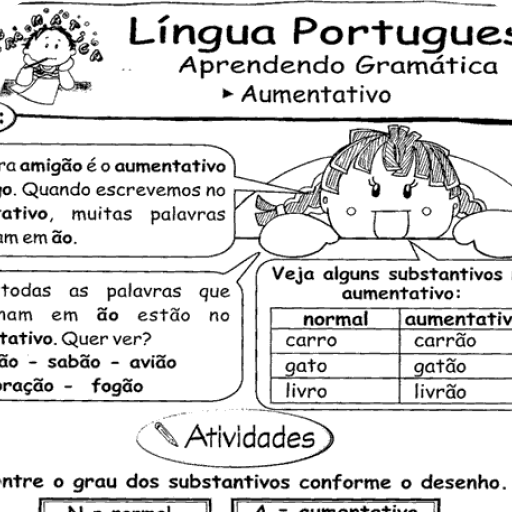 GRAMÁTICA
Língua Portugues
Aprendendo Gramática
▸ Aumentativo
:
ra amigão é o aumentativo
go. Quando escrevemos no
ativo, muitas palavras
am em ão.
todas as palavras que
nam em ão estão no
tativo. Quer ver?
ão - sabão - avião
oração - fogão
Veja alguns substantivos
aumentativo:
normal aumentativ
carro carrão
gato gatão
livro livrão
Atividades
ntre o grau dos substantivos conforme o desenho.
N = normal A = aumentativo